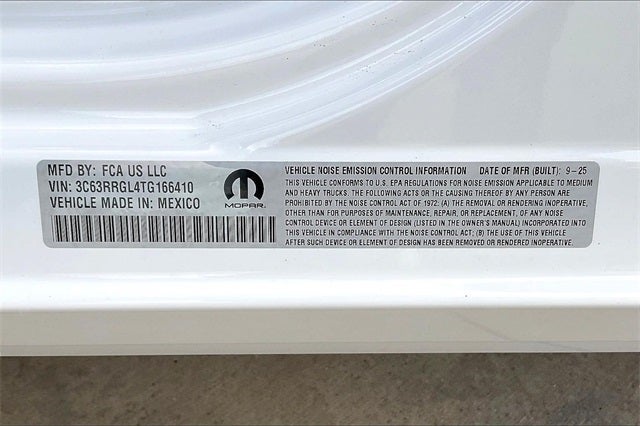 MFD BY: FCA US LLC
VIN: 3C63RRGL4TG166410
VEHICLE MADE IN: MEXICO
MOPAR
VEHICLE NOISE EMISSION CONTROL INFORMATION DATE OF MFR (BUILT): 9-25
THIS VEHICLE CONFORMS TO U.S. EPA REGULATIONS FOR NOISE EMISSION APPLICABLE TO MEDIUM
AND HEAVY TRUCKS. THE FOLLOWING ACTS OR THE CAUSING THEREOF BY ANY PERSON ARE
PROHIBITED BY THE NOISE CONTROL ACT OF 1972: (A) THE REMOVAL OR RENDERING INOPERATIVE,
OTHER THAN FOR PURPOSES OF MAINTENANCE, REPAIR, OR REPLACEMENT, OF ANY NOISE
CONTROL DEVICE OR ELEMENT OF DESIGN (LISTED IN THE OWNER'S MANUAL) INCORPORATED INTO
THIS VEHICLE IN COMPLIANCE WITH THE NOISE CONTROL ACT; (B) THE USE OF THIS VEHICLE
AFTER SUCH DEVICE OR ELEMENT OF DESIGN HAS BEEN REMOVED OR RENDERED INOPERATIVE.